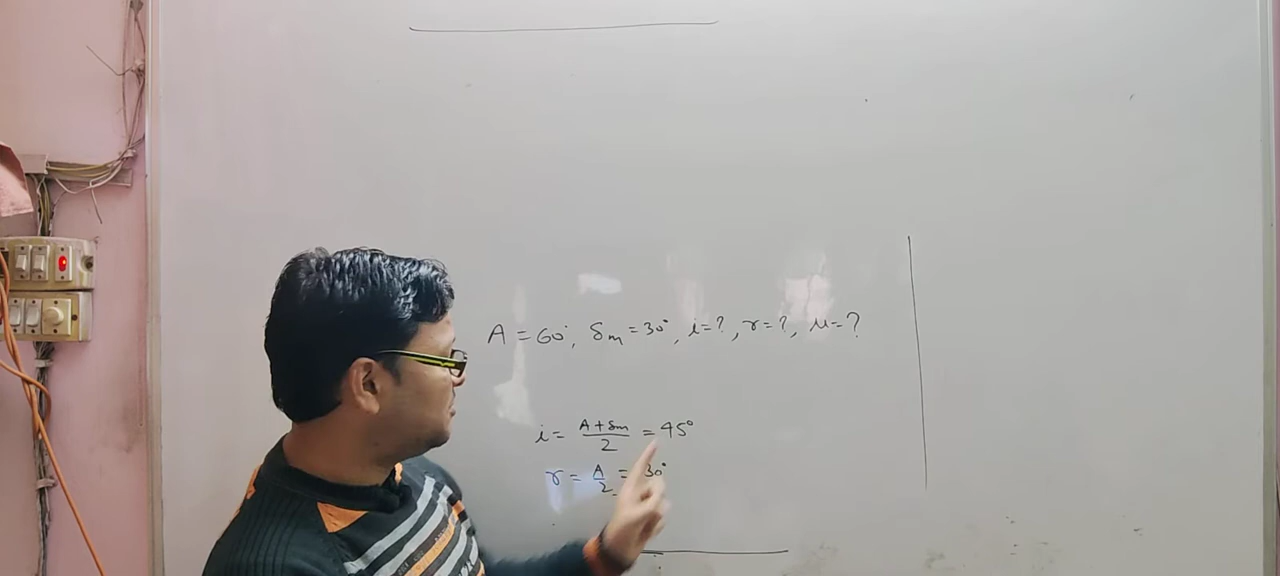 A = 60°, δm = 30°, i = ?, r = ?, μ = ?
i = A + δm / 2 = 45°
r = A / 2 = 30°